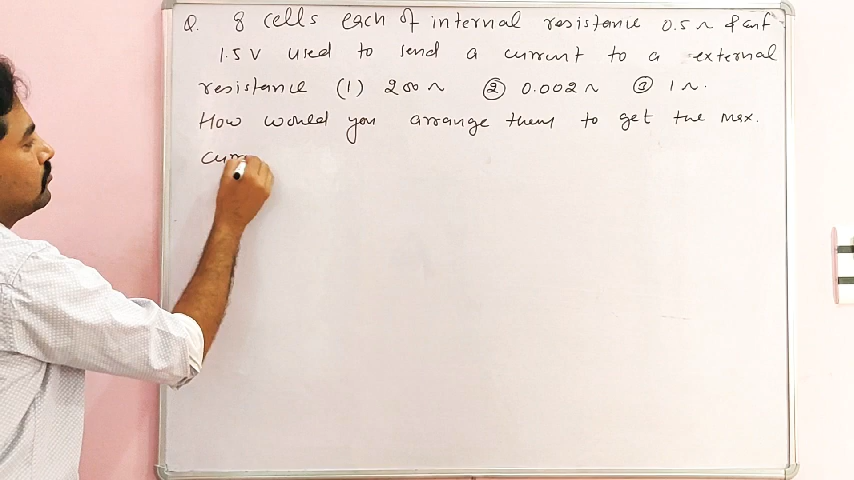 Q. 8 cells each of internal resistance 0.5 Ω & emf
1.5 V used to send a current to a external
resistance (1) 200 Ω ② 0.002 Ω ③ 1 Ω.
How would you arrange them to get the max.
curr